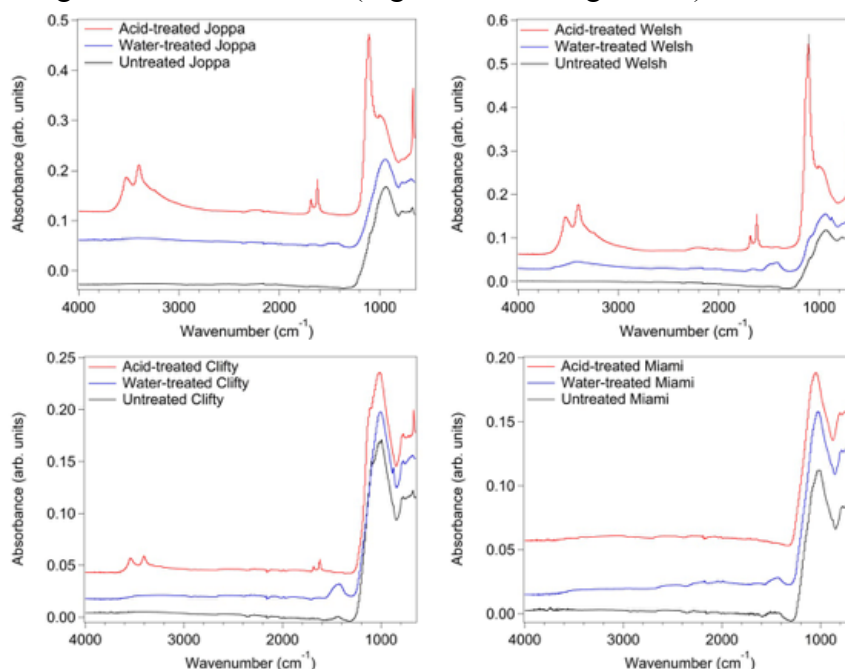 Acid-treated Joppa
Water-treated Joppa
Untreated Joppa
Absorbance (arb. units)
0.5
0.4
0.3
0.2
0.1
0.0
4000 3000 2000 1000
Wavenumber (cm⁻¹)
Acid-treated Welsh
Water-treated Welsh
Untreated Welsh
Absorbance (arb. units)
0.6
0.5
0.4
0.3
0.2
0.1
0.0
4000 3000 2000 1000
Wavenumber (cm⁻¹)
Acid-treated Clifty
Water-treated Clifty
Untreated Clifty
Absorbance (arb. units)
0.25
0.20
0.15
0.10
0.05
0.00
4000 3000 2000 1000
Wavenumber (cm⁻¹)
Acid-treated Miami
Water-treated Miami
Untreated Miami
Absorbance (arb. units)
0.20
0.15
0.10
0.05
0.00
4000 3000 2000 1000
Wavenumber (cm⁻¹)